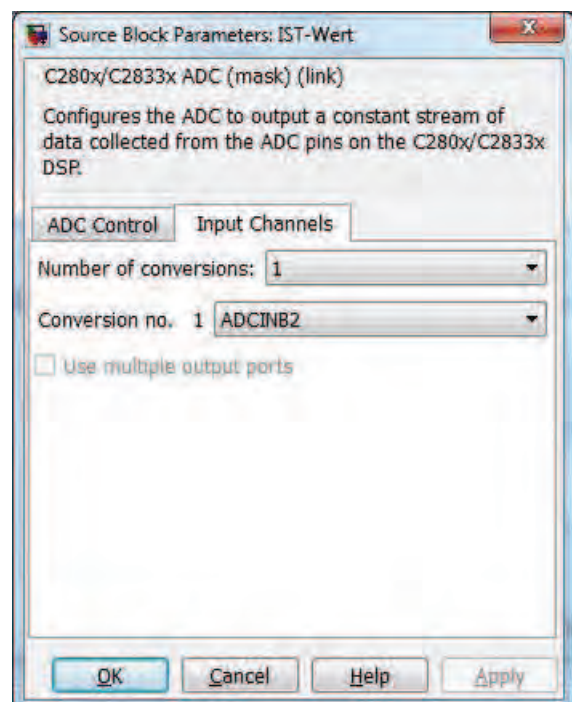 Source Block Parameters: IST-Wert
C280x/C2833x ADC (mask) (link)
Configures the ADC to output a constant stream of
data collected from the ADC pins on the C280x/C2833x
DSP.
ADC Control Input Channels
Number of conversions: 1
Conversion no. 1 ADCINB2
Use multiple output ports
OK Cancel Help Apply